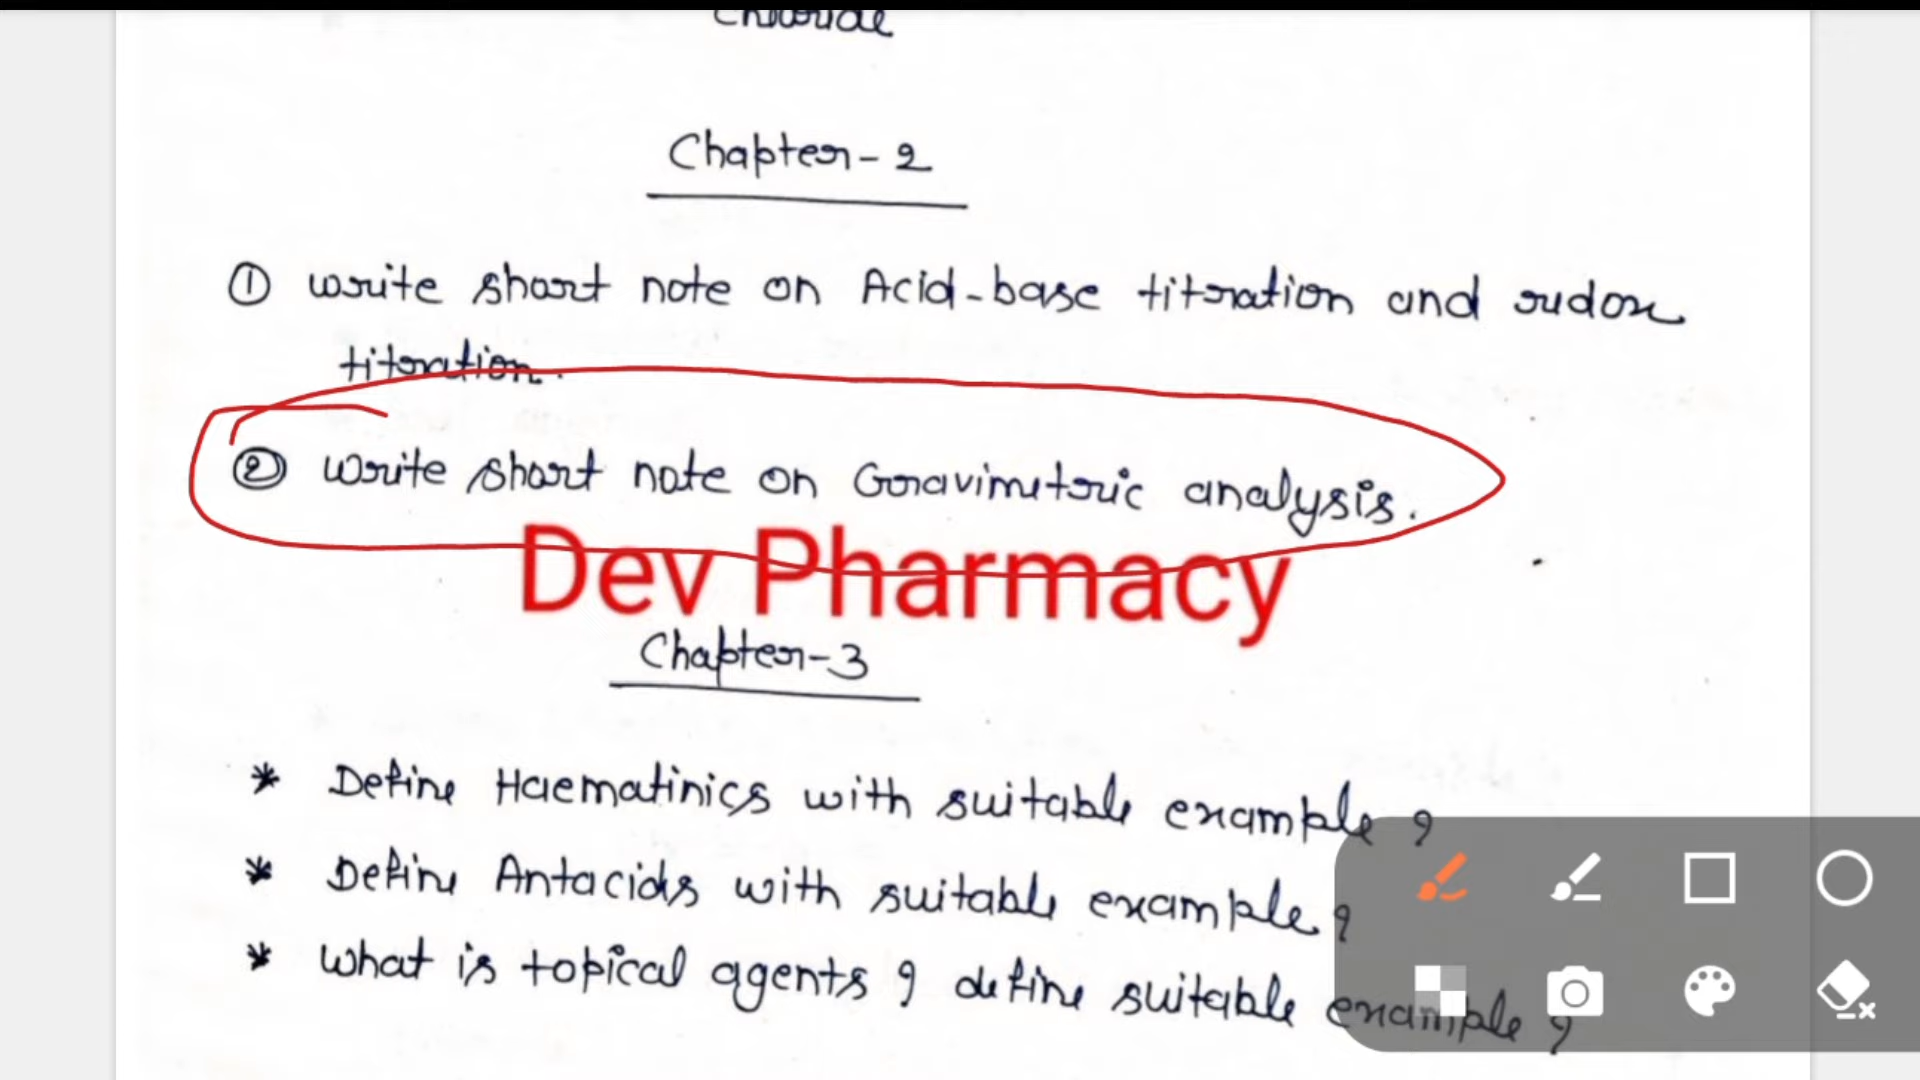 Chloride
Chapter-2
① write short note on Acid-base titration and redox
titration.
② write short note on Gravimetric analysis.
Dev Pharmacy
Chapter-3
* Define Haematinics with suitable example ?
* Define Antacids with suitable example ?
* What is topical agents ? define suitable example ?